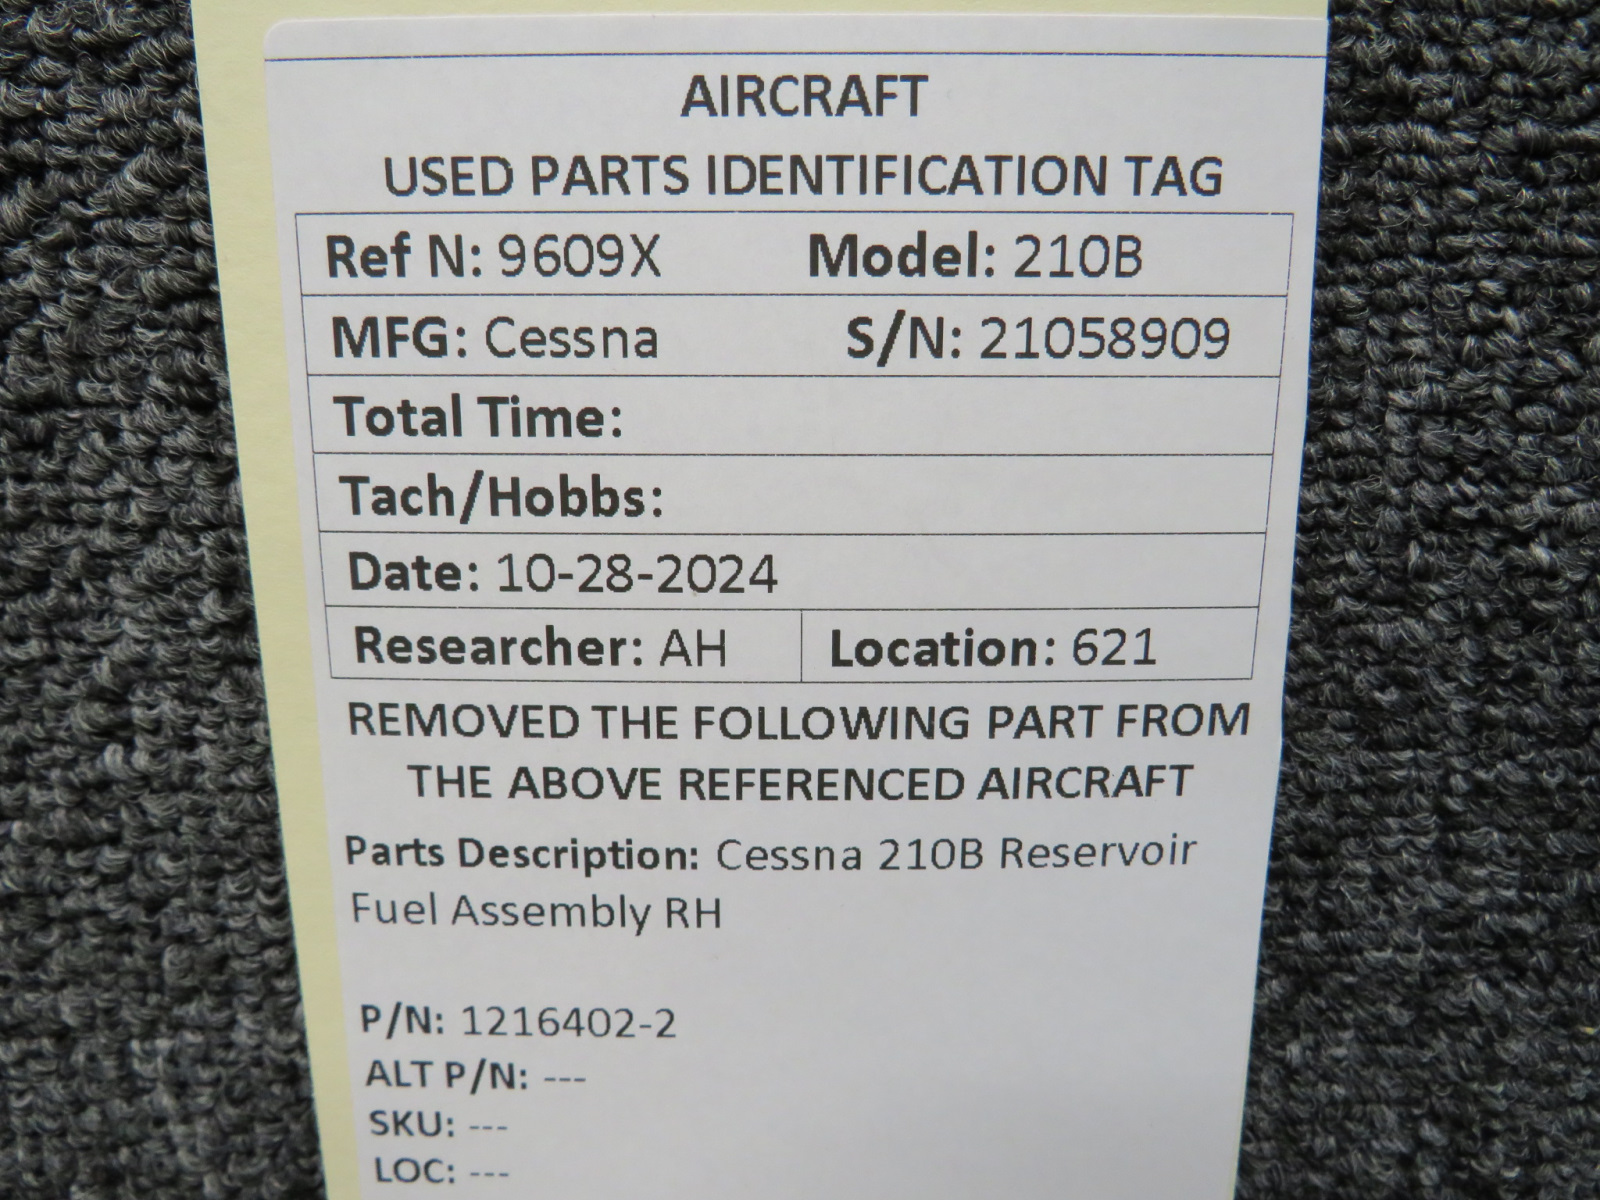 AIRCRAFT
USED PARTS IDENTIFICATION TAG
Ref N: 9609X Model: 210B
MFG: Cessna S/N: 21058909
Total Time:
Tach/Hobbs:
Date: 10-28-2024
Researcher: AH Location: 621
REMOVED THE FOLLOWING PART FROM
THE ABOVE REFERENCED AIRCRAFT
Parts Description: Cessna 210B Reservoir
Fuel Assembly RH
P/N: 1216402-2
ALT P/N: ---
SKU: ---
LOC: ---